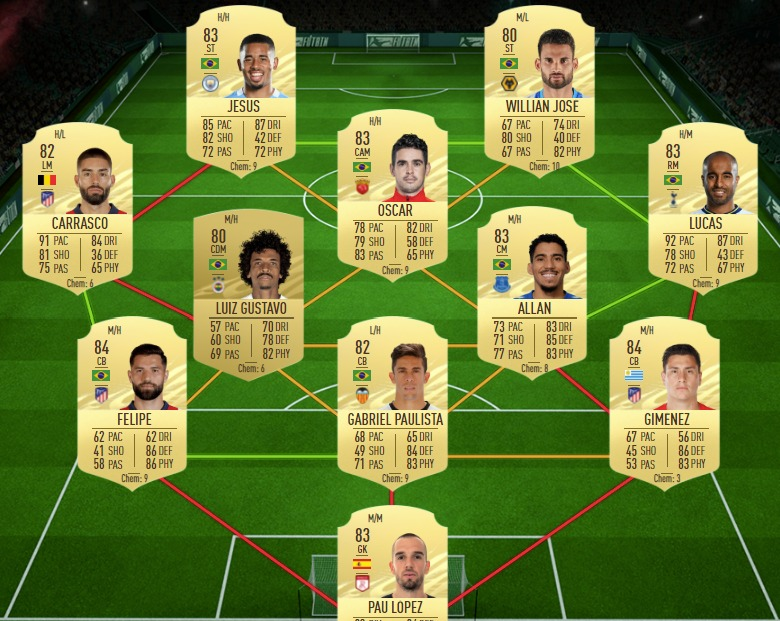 H/H
83
ST
JESUS
85 PAC 87 DRI
82 SHO 42 DEF
72 PAS 72 PHY
Chem: 9
M/L
80
ST
WILLIAN JOSE
67 PAC 74 DRI
80 SHO 40 DEF
67 PAS 82 PHY
Chem: 10
H/L
82
LM
CARRASCO
91 PAC 84 DRI
81 SHO 36 DEF
75 PAS 65 PHY
Chem: 6
H/H
83
CAM
OSCAR
78 PAC 82 DRI
79 SHO 58 DEF
83 PAS 65 PHY
Chem: 9
H/M
83
RM
LUCAS
92 PAC 87 DRI
78 SHO 43 DEF
72 PAS 67 PHY
Chem: 9
M/H
80
CDM
LUIZ GUSTAVO
57 PAC 70 DRI
60 SHO 78 DEF
69 PAS 82 PHY
Chem: 6
M/H
83
CM
ALLAN
73 PAC 83 DRI
71 SHO 85 DEF
77 PAS 83 PHY
Chem: 8
M/H
84
CB
FELIPE
62 PAC 62 DRI
41 SHO 86 DEF
58 PAS 86 PHY
Chem: 9
L/H
82
CB
GABRIEL PAULISTA
68 PAC 65 DRI
49 SHO 84 DEF
71 PAS 83 PHY
Chem: 9
M/H
84
CB
GIMENEZ
67 PAC 56 DRI
45 SHO 86 DEF
53 PAS 83 PHY
Chem: 3
M/M
83
GK
PAU LOPEZ